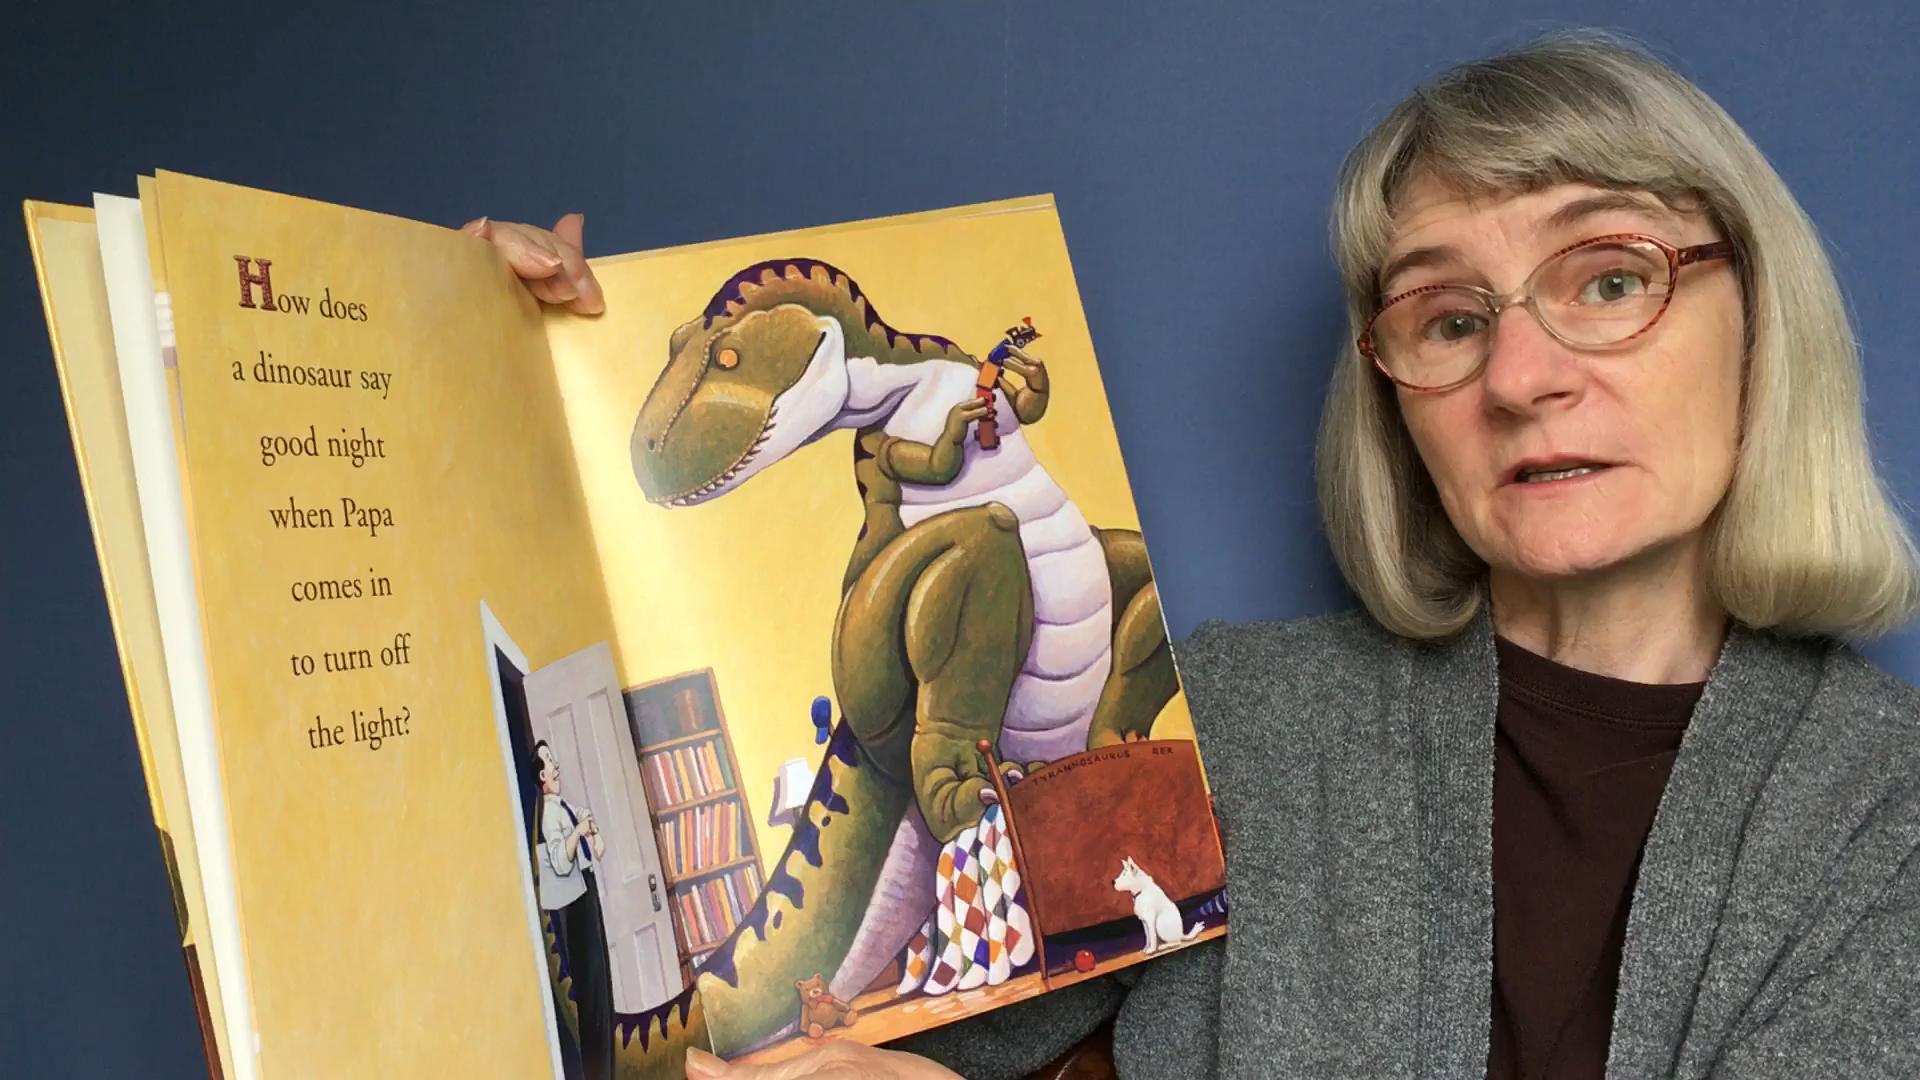 How does
a dinosaur say
good night
when Papa
comes in
to turn off
the light?
TYRANNOSAURUS REX